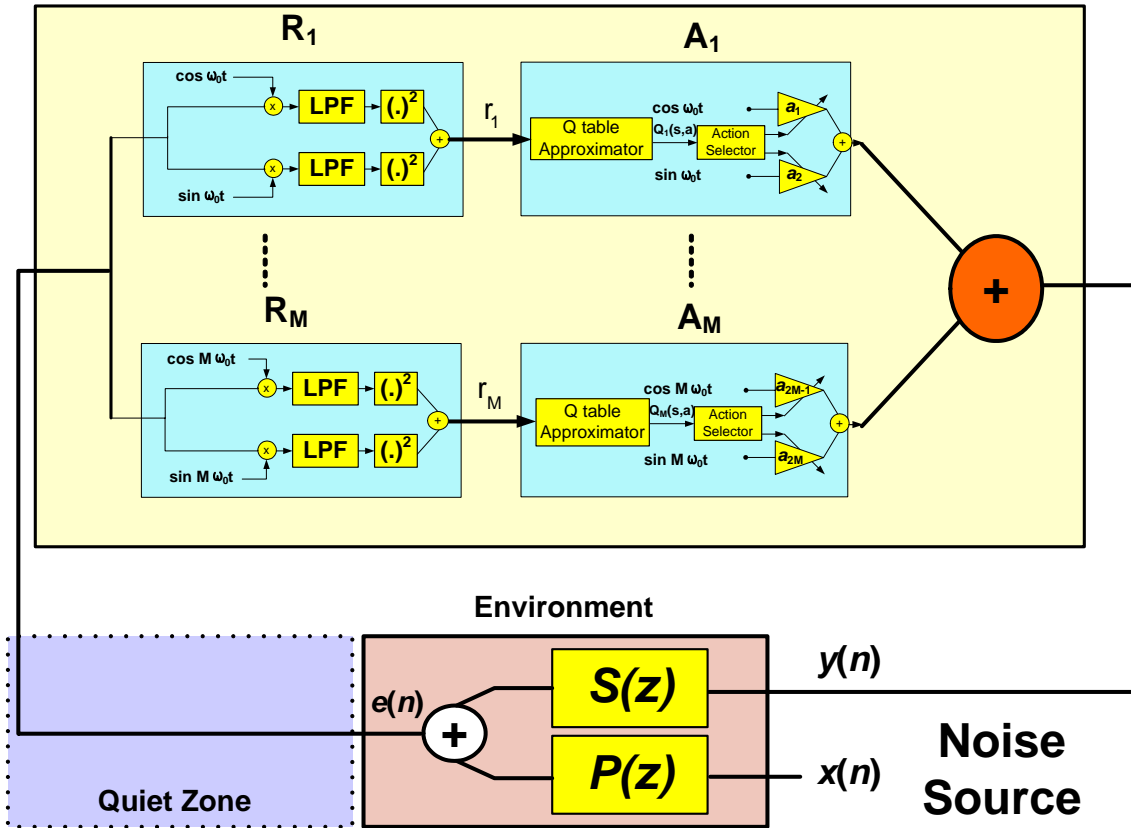 R1
A1
cos ω0t
x
LPF
(.)2
sin ω0t
x
LPF
(.)2
+
r1
Q table
Approximator
cos ω0t
Q1(s,a)
sin ω0t
Action
Selector
a1
a2
+
+
RM
AM
cos M ω0t
x
LPF
(.)2
sin M ω0t
x
LPF
(.)2
+
rM
Q table
Approximator
cos M ω0t
QM(s,a)
sin M ω0t
Action
Selector
a2M-1
a2M
+
Environment
e(n)
+
S(z)
P(z)
y(n)
x(n)
Noise
Source
Quiet Zone